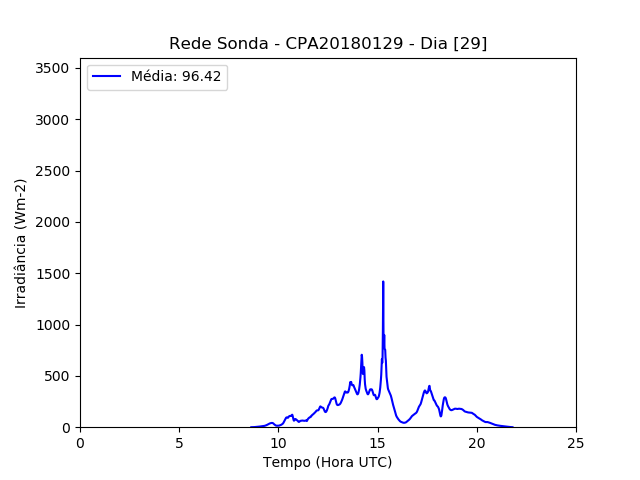 Rede Sonda - CPA20180129 - Dia [29]
Média: 96.42
Irradiância (Wm-2)
3500
3000
2500
2000
1500
1000
500
0
0 5 10 15 20 25
Tempo (Hora UTC)